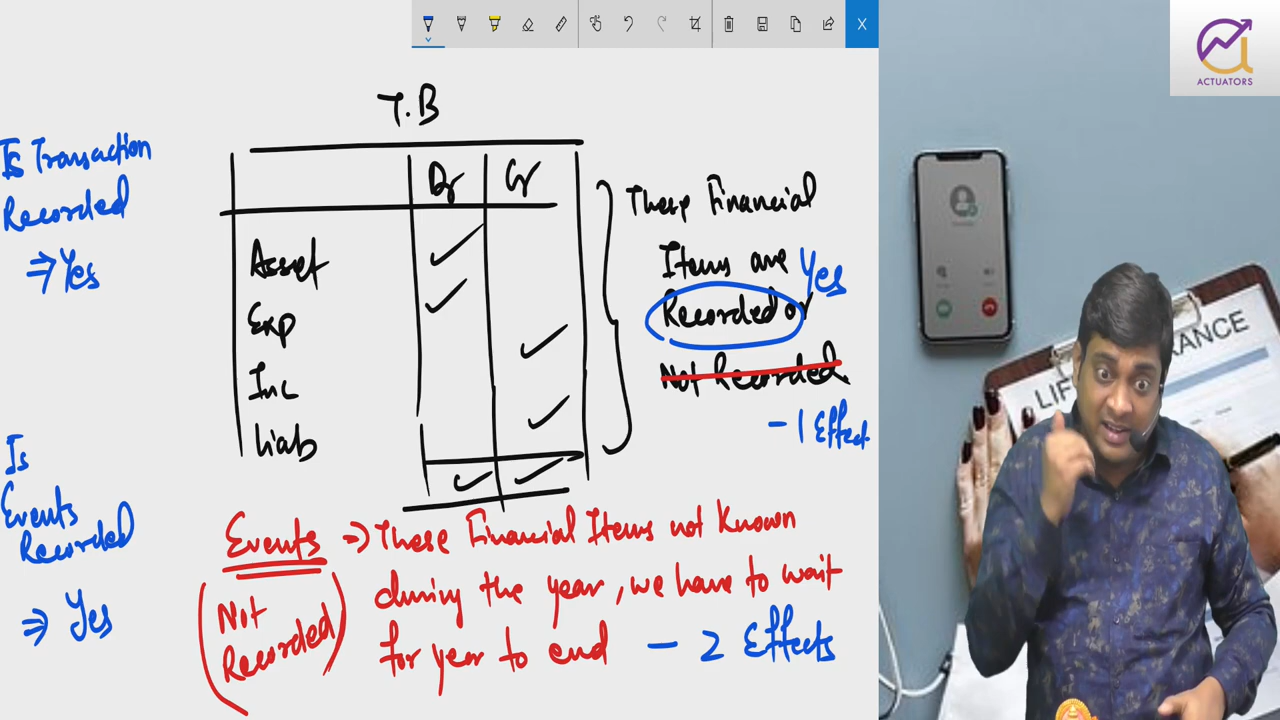 T.B
Is Transaction
Recorded
⇒ Yes
Dr Cr
Asset ✓
Exp ✓
Inc ✓
Liab ✓
✓ ✓
These Financial
Items are Yes
Recorded or
Not Recorded
- 1 Effect
Is
Events
Recorded
⇒ Yes
Events ⇒ These Financial Items not Known
during the year, we have to wait
for year to end - 2 Effects
(Not
Recorded)
ACTUATORS
LIF
RANCE